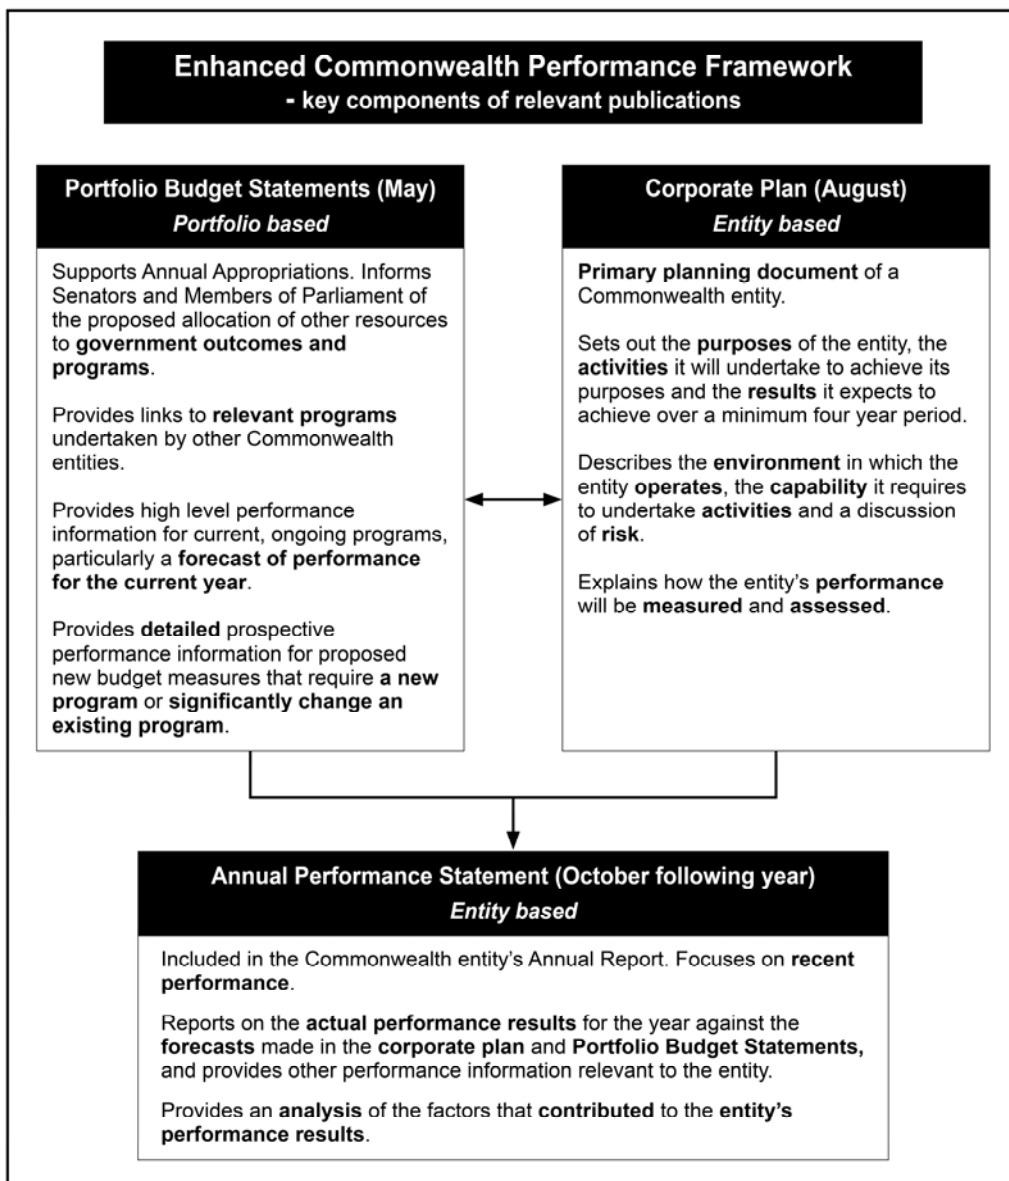 Enhanced Commonwealth Performance Framework
- key components of relevant publications
Portfolio Budget Statements (May)
Portfolio based
Supports Annual Appropriations. Informs
Senators and Members of Parliament of
the proposed allocation of other resources
to government outcomes and
programs.
Provides links to relevant programs
undertaken by other Commonwealth
entities.
Provides high level performance
information for current, ongoing programs,
particularly a forecast of performance
for the current year.
Provides detailed prospective
performance information for proposed
new budget measures that require a new
program or significantly change an
existing program.
Corporate Plan (August)
Entity based
Primary planning document of a
Commonwealth entity.
Sets out the purposes of the entity, the
activities it will undertake to achieve its
purposes and the results it expects to
achieve over a minimum four year period.
Describes the environment in which the
entity operates, the capability it requires
to undertake activities and a discussion
of risk.
Explains how the entity's performance
will be measured and assessed.
Annual Performance Statement (October following year)
Entity based
Included in the Commonwealth entity's Annual Report. Focuses on recent
performance.
Reports on the actual performance results for the year against the
forecasts made in the corporate plan and Portfolio Budget Statements,
and provides other performance information relevant to the entity.
Provides an analysis of the factors that contributed to the entity's
performance results.